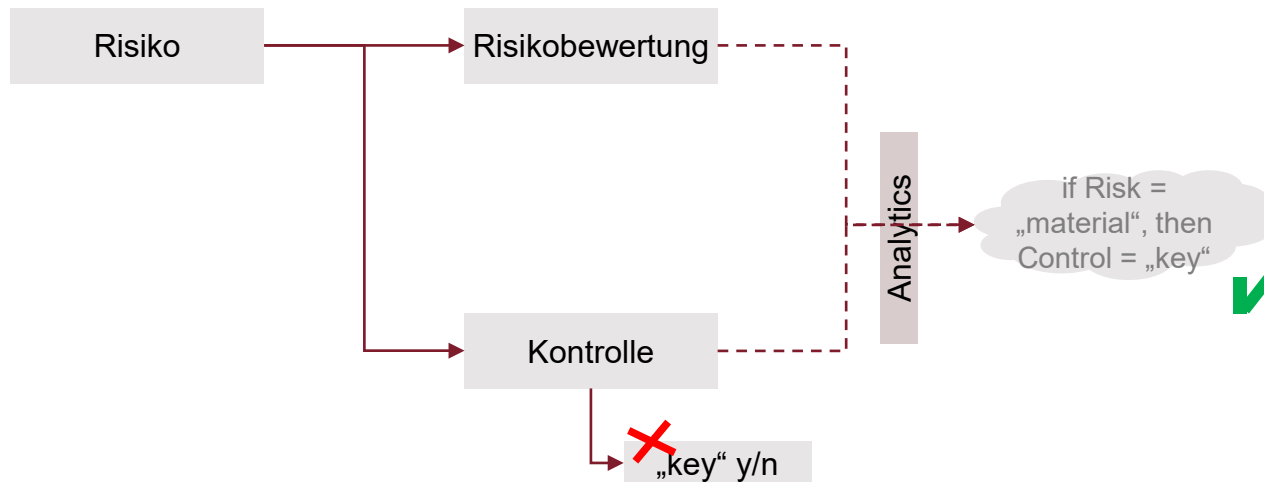 Risiko
Risikobewertung
Analytics
if Risk =
„material“, then
Control = „key“
Kontrolle
„key“ y/n